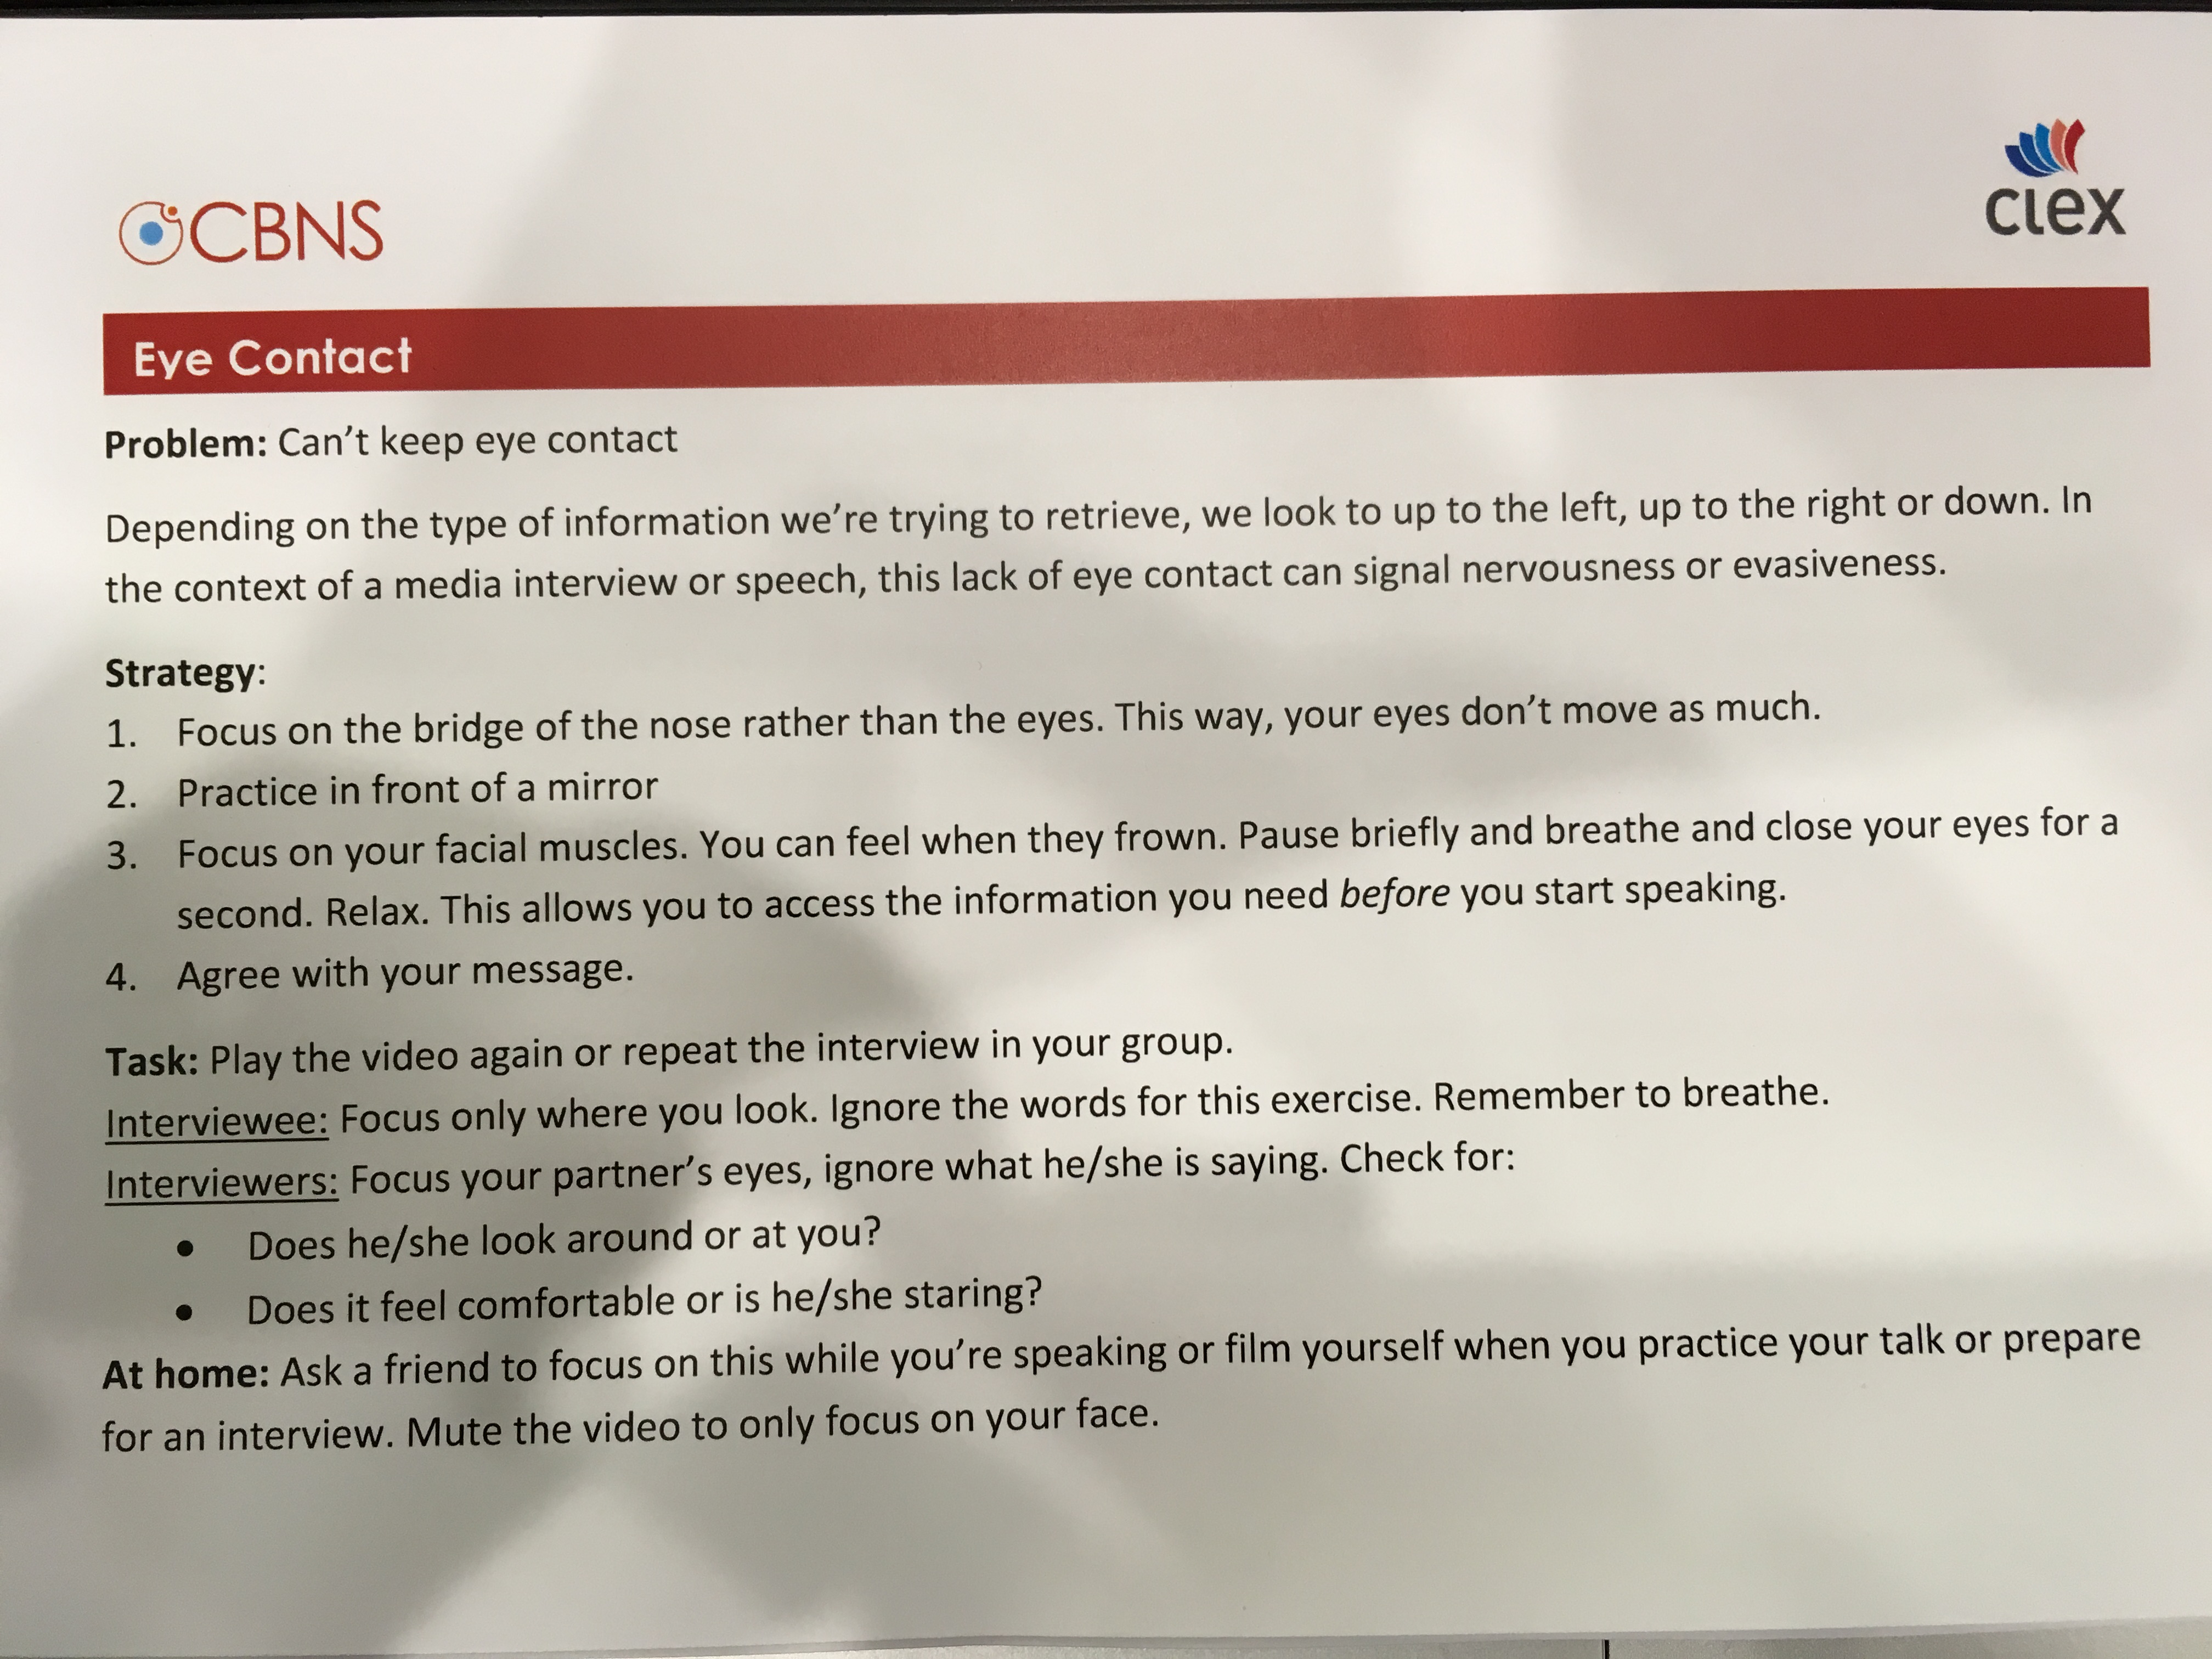 CBNS
CLEX
Eye Contact
Problem: Can't keep eye contact
Depending on the type of information we're trying to retrieve, we look to up to the left, up to the right or down. In
the context of a media interview or speech, this lack of eye contact can signal nervousness or evasiveness.
Strategy:
1. Focus on the bridge of the nose rather than the eyes. This way, your eyes don't move as much.
2. Practice in front of a mirror
3. Focus on your facial muscles. You can feel when they frown. Pause briefly and breathe and close your eyes for a
second. Relax. This allows you to access the information you need before you start speaking.
4. Agree with your message.
Task: Play the video again or repeat the interview in your group.
Interviewee: Focus only where you look. Ignore the words for this exercise. Remember to breathe.
Interviewers: Focus your partner's eyes, ignore what he/she is saying. Check for:
• Does he/she look around or at you?
• Does it feel comfortable or is he/she staring?
At home: Ask a friend to focus on this while you're speaking or film yourself when you practice your talk or prepare
for an interview. Mute the video to only focus on your face.